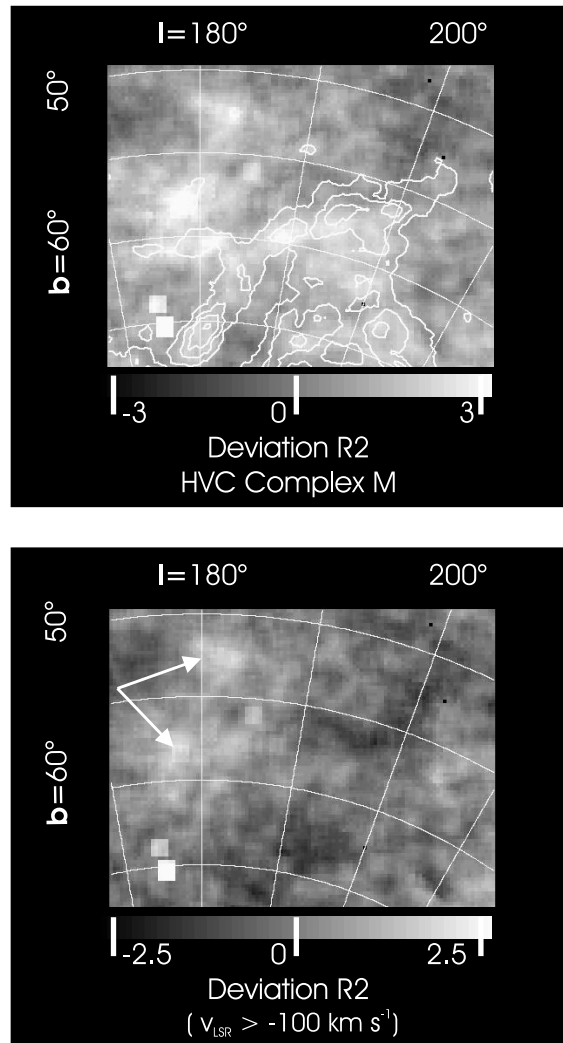 l=180° 200°
50°
b=60°
-3 0 3
Deviation R2
HVC Complex M
l=180° 200°
50°
b=60°
-2.5 0 2.5
Deviation R2
( v_LSR > -100 km s⁻¹)